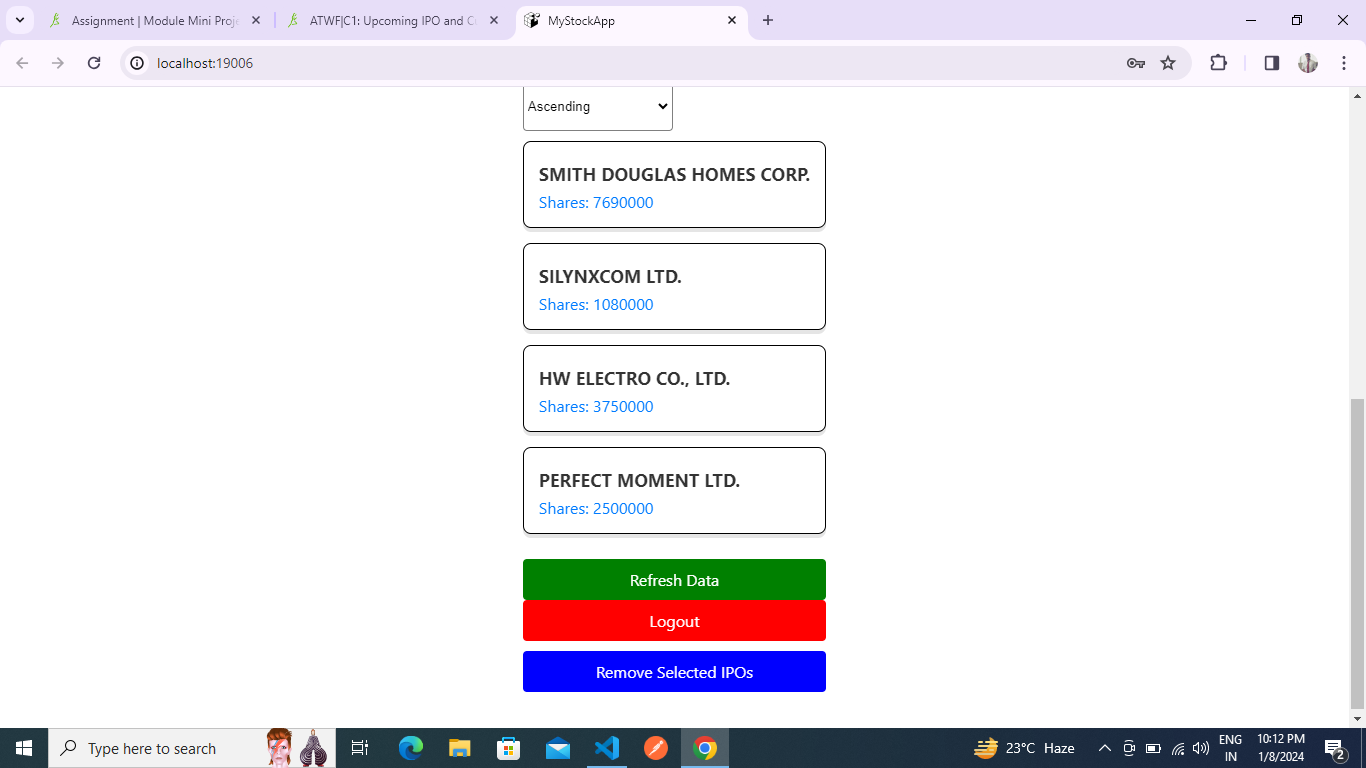 Assignment | Module Mini Proje
ATWF|C1: Upcoming IPO and C
MyStockApp
localhost:19006
Ascending
SMITH DOUGLAS HOMES CORP.
Shares: 7690000
SILYNXCOM LTD.
Shares: 1080000
HW ELECTRO CO., LTD.
Shares: 3750000
PERFECT MOMENT LTD.
Shares: 2500000
Refresh Data
Logout
Remove Selected IPOs
Type here to search
23°C Haze
ENG
IN
10:12 PM
1/8/2024
2